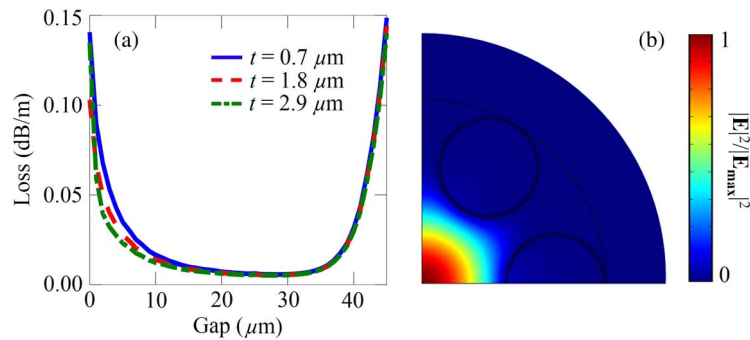 (a)
t = 0.7 μm
t = 1.8 μm
t = 2.9 μm
Loss (dB/m)
0.15
0.10
0.05
0.00
0 10 20 30 40
Gap (μm)
(b)
1
0
|E|²/|Emax|²